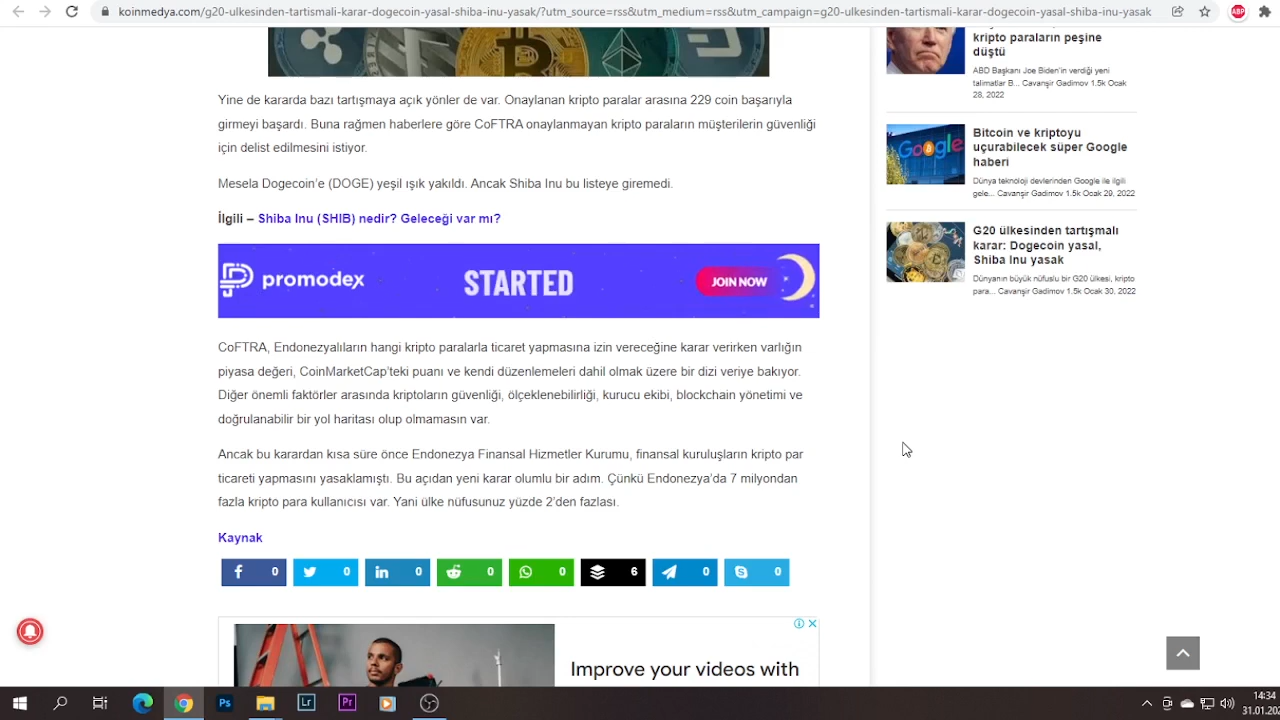 koinmedya.com/g20-ulkesinden-tartismali-karar-dogecoin-yasal-shiba-inu-yasak/?utm_source=rss&utm_medium=rss&utm_campaign=g20-ulkesinden-tartismali-karar-dogecoin-yasal-shiba-inu-yasak
ABP
Yine de kararda bazı tartışmaya açık yönler de var. Onaylanan kripto paralar arasına 229 coin başarıyla
girmeyi başardı. Buna rağmen haberlere göre CoFTRA onaylanmayan kripto paraların müşterilerin güvenliği
için delist edilmesini istiyor.
Mesela Dogecoin'e (DOGE) yeşil ışık yakıldı. Ancak Shiba Inu bu listeye giremedi.
İlgili – Shiba Inu (SHIB) nedir? Geleceği var mı?
promodex STARTED JOIN NOW
CoFTRA, Endonezyalıların hangi kripto paralarla ticaret yapmasına izin vereceğine karar verirken varlığın
piyasa değeri, CoinMarketCap'teki puanı ve kendi düzenlemeleri dahil olmak üzere bir dizi veriye bakıyor.
Diğer önemli faktörler arasında kriptoların güvenliği, ölçeklenebilirliği, kurucu ekibi, blockchain yönetimi ve
doğrulanabilir bir yol haritası olup olmamasın var.
Ancak bu karardan kısa süre önce Endonezya Finansal Hizmetler Kurumu, finansal kuruluşların kripto par
ticareti yapmasını yasaklamıştı. Bu açıdan yeni karar olumlu bir adım. Çünkü Endonezya'da 7 milyondan
fazla kripto para kullanıcısı var. Yani ülke nüfusunuz yüzde 2'den fazlası.
Kaynak
0 0 0 0 0 6 0 0
Improve your videos with
kripto paraların peşine
düştü
ABD Başkanı Joe Biden'in verdiği yeni
talimatlar B... Cavanşir Gadimov 1.5k Ocak
28, 2022
Google
Bitcoin ve kriptoyu
uçurabilecek süper Google
haberi
Dünya teknoloji devlerinden Google ile ilgili
gele... Cavanşir Gadimov 1.5k Ocak 29, 2022
G20 ülkesinden tartışmalı
karar: Dogecoin yasal,
Shiba Inu yasak
Dünyanın büyük nüfuslu bir G20 ülkesi, kripto
para... Cavanşir Gadimov 1.5k Ocak 30, 2022
Ps
Lr
Pr
14:34
31.01.20